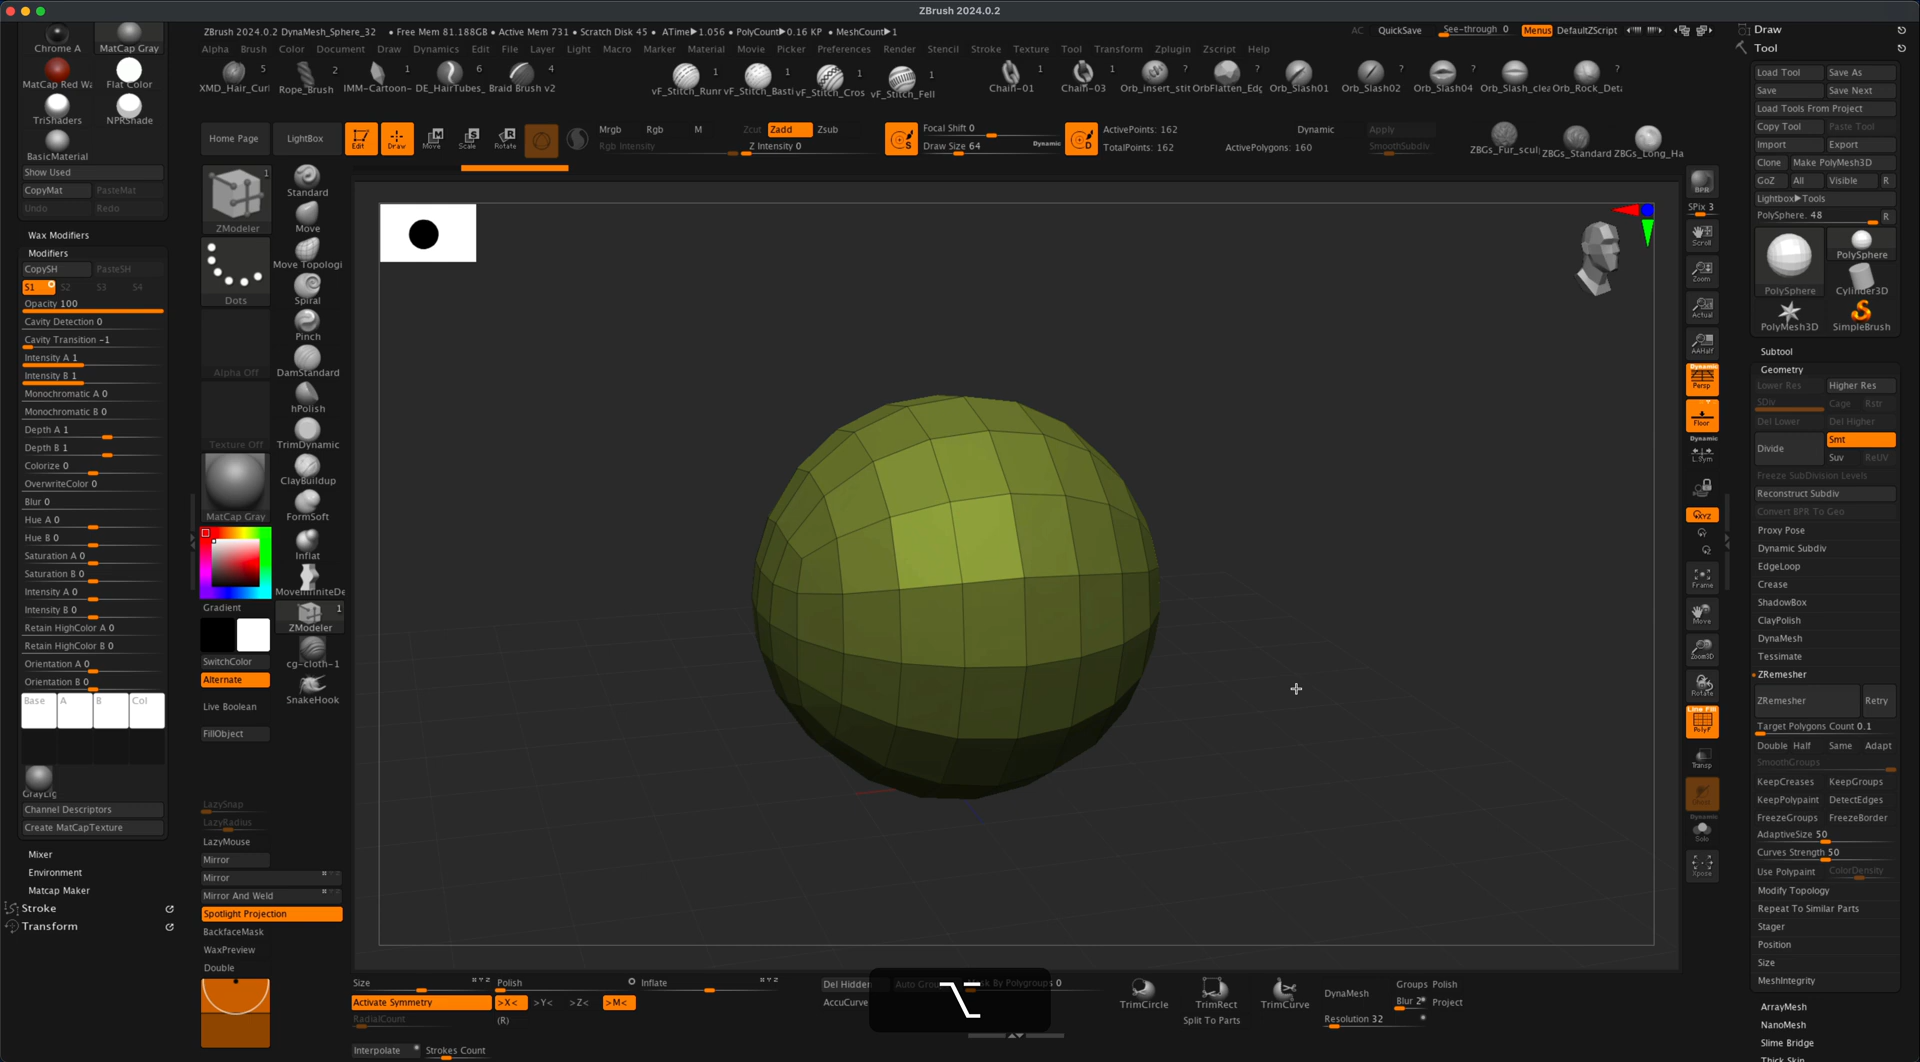 ZBrush 2024.0.2
ZBrush 2024.0.2 DynaMesh_Sphere_32 • Free Mem 81.188GB • Active Mem 731 • Scratch Disk 45 • ATime▶1.056 • PolyCount▶0.16 KP • MeshCount▶1
AC QuickSave See-through 0 Menus DefaultZScript
Alpha Brush Color Document Draw Dynamics Edit File Layer Light Macro Marker Material Movie Picker Preferences Render Stencil Stroke Texture Tool Transform Zplugin Zscript Help
XMD_Hair_Curl 5
Rope_Brush 2
IMM-Cartoon- 1
DE_HairTubes_ 6
Braid Brush v2 4
vF_Stitch_Runn 1
vF_Stitch_Basti 1
vF_Stitch_Cros 1
vF_Stitch_Fell 1
Chain-01 1
Chain-03 1
Orb_insert_stit ?
OrbFlatten_Edg ?
Orb_Slash01 ?
Orb_Slash02 ?
Orb_Slash04 ?
Orb_Slash_clea ?
Orb_Rock_Deta ?
Home Page LightBox Edit Draw Move Scale Rotate
Mrgb Rgb M Zcut Zadd Zsub
Rgb Intensity Z Intensity 0
Focal Shift 0
Draw Size 64 Dynamic
ActivePoints: 162
TotalPoints: 162
Dynamic Apply
ActivePolygons: 160 SmoothSubdiv
ZBGs_Fur_scul ZBGs_Standard ZBGs_Long_Ha
Chrome A MatCap Gray
MatCap Red Wa Flat Color
TriShaders NPRShade
BasicMaterial
Show Used
CopyMat PasteMat
Undo Redo
Wax Modifiers
Modifiers
CopySH PasteSH
S1 S2 S3 S4
Opacity 100
Cavity Detection 0
Cavity Transition -1
Intensity A 1
Intensity B 1
Monochromatic A 0
Monochromatic B 0
Depth A 1
Depth B 1
Colorize 0
OverwriteColor 0
Blur 0
Hue A 0
Hue B 0
Saturation A 0
Saturation B 0
Intensity A 0
Intensity B 0
Retain HighColor A 0
Retain HighColor B 0
Orientation A 0
Orientation B 0
Base A B Col
GrayLig
Channel Descriptors
Create MatCapTexture
Mixer
Environment
Matcap Maker
Stroke
Transform
ZModeler 1
Dots
Alpha Off
Texture Off
MatCap Gray
Gradient
SwitchColor
Alternate
Live Boolean
FillObject
LazySnap
LazyRadius
LazyMouse
Mirror
Mirror
Mirror And Weld
Spotlight Projection
BackfaceMask
WaxPreview
Double
Standard
Move
Move Topologi
Spiral
Pinch
DamStandard
hPolish
TrimDynamic
ClayBuildup
FormSoft
Inflat
MoveInfiniteDe
ZModeler 1
cg-cloth-1
SnakeHook
Size Polish Inflate
Activate Symmetry >X< >Y< >Z< >M<
RadialCount (R)
Interpolate Strokes Count
Del Hidden Auto Grou Mask By Polygroups 0
AccuCurve
TrimCircle TrimRect TrimCurve
Split To Parts
DynaMesh
Groups Polish
Blur 2 Project
Resolution 32
BPR
SPix 3
Scroll
Zoom
Actual
AAHalf
Dynamic
Persp
Floor
Dynamic
L.Sym
XYZ
Frame
Move
Zoom3D
Rotate
Line Fill
PolyF
Transp
Dynamic
Solo
Xpose
Draw
Tool
Load Tool Save As
Save Save Next
Load Tools From Project
Copy Tool Paste Tool
Import Export
Clone Make PolyMesh3D
GoZ All Visible R
Lightbox▶Tools
PolySphere. 48 R
PolySphere PolySphere
Cylinder3D
PolyMesh3D SimpleBrush
Subtool
Geometry
Lower Res Higher Res
SDiv Cage Rstr
Del Lower Del Higher
Divide Smt
Suv ReUV
Freeze SubDivision Levels
Reconstruct Subdiv
Convert BPR To Geo
Proxy Pose
Dynamic Subdiv
EdgeLoop
Crease
ShadowBox
ClayPolish
DynaMesh
Tessimate
ZRemesher
ZRemesher Retry
Target Polygons Count 0.1
Double Half Same Adapt
SmoothGroups
KeepCreases KeepGroups
KeepPolypaint DetectEdges
FreezeGroups FreezeBorder
AdaptiveSize 50
Curves Strength 50
Use Polypaint ColorDensity
Modify Topology
Repeat To Similar Parts
Stager
Position
Size
MeshIntegrity
ArrayMesh
NanoMesh
Slime Bridge
Thick Skin